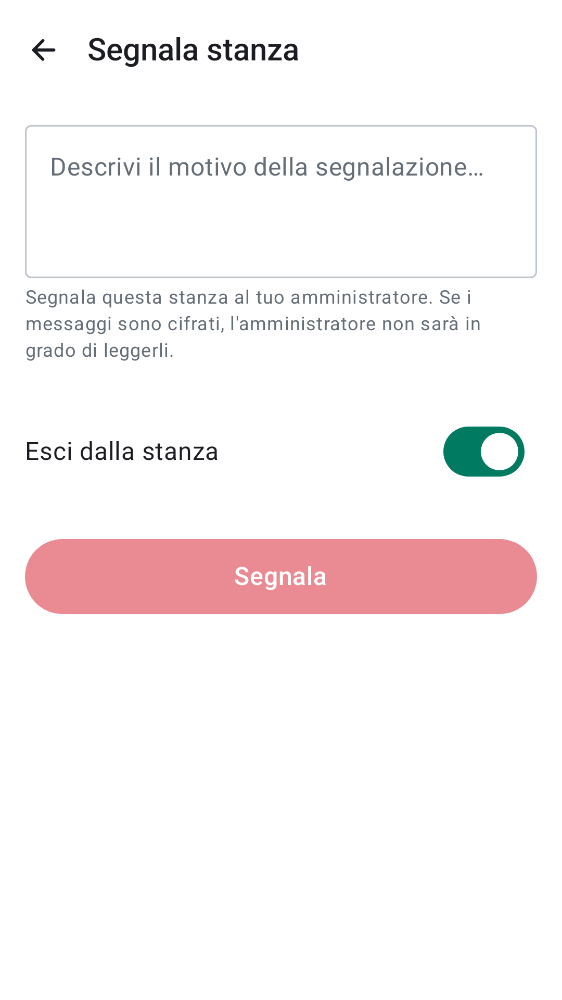 Segnala stanza
Descrivi il motivo della segnalazione…
Segnala questa stanza al tuo amministratore. Se i
messaggi sono cifrati, l'amministratore non sarà in
grado di leggerli.
Esci dalla stanza
Segnala